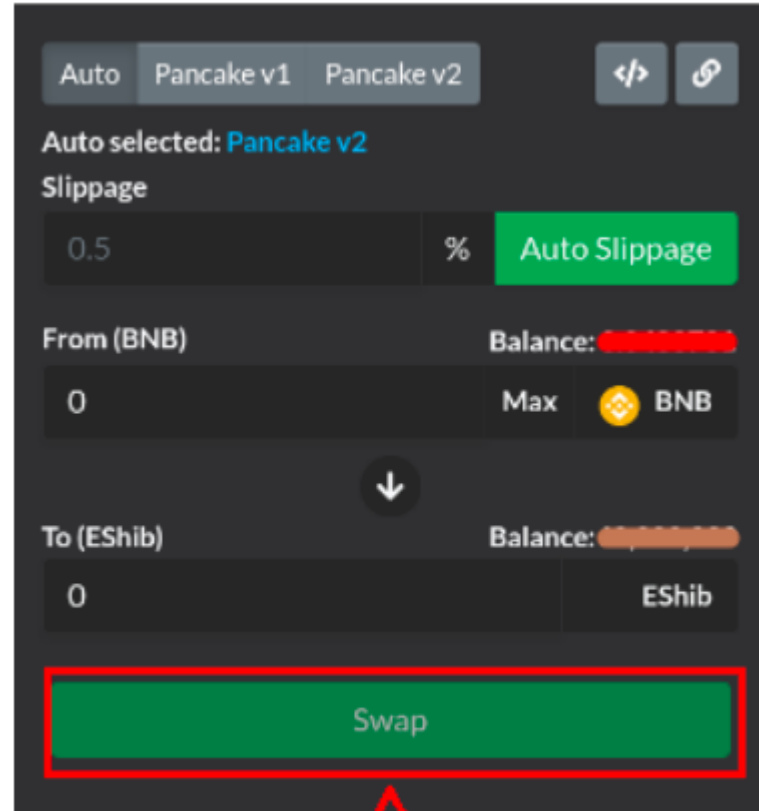 Auto Pancake v1 Pancake v2 </>
Auto selected: Pancake v2
Slippage
0.5 % Auto Slippage
From (BNB) Balance:
0 Max BNB
To (EShib) Balance:
0 EShib
Swap